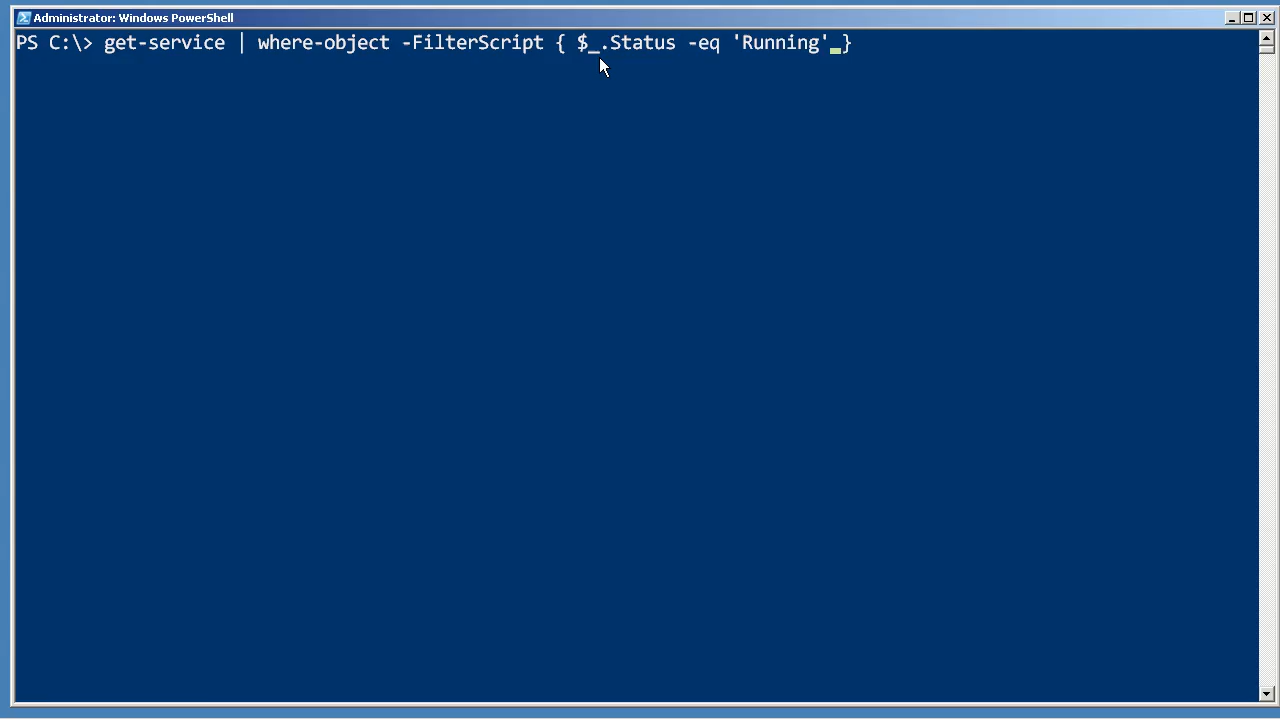 Administrator: Windows PowerShell
PS C:\> get-service | where-object -FilterScript { $_.Status -eq 'Running' }